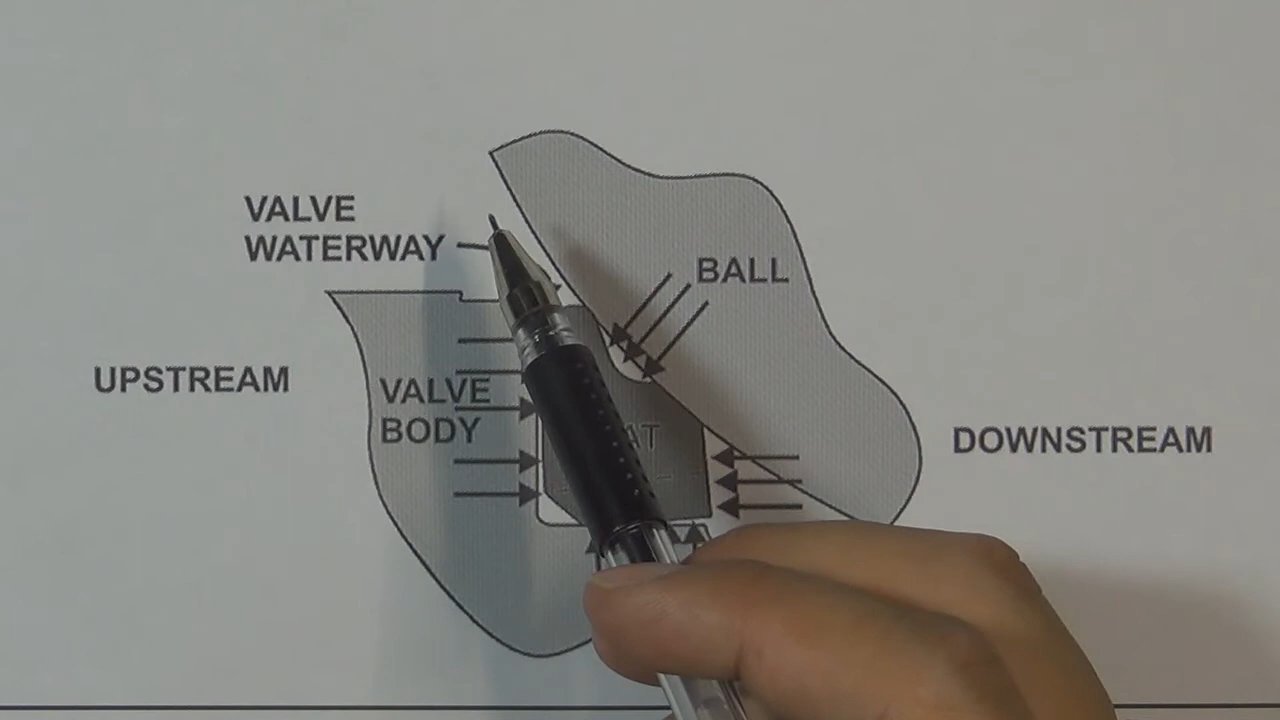 VALVE
WATERWAY
BALL
UPSTREAM
VALVE
BODY
DOWNSTREAM